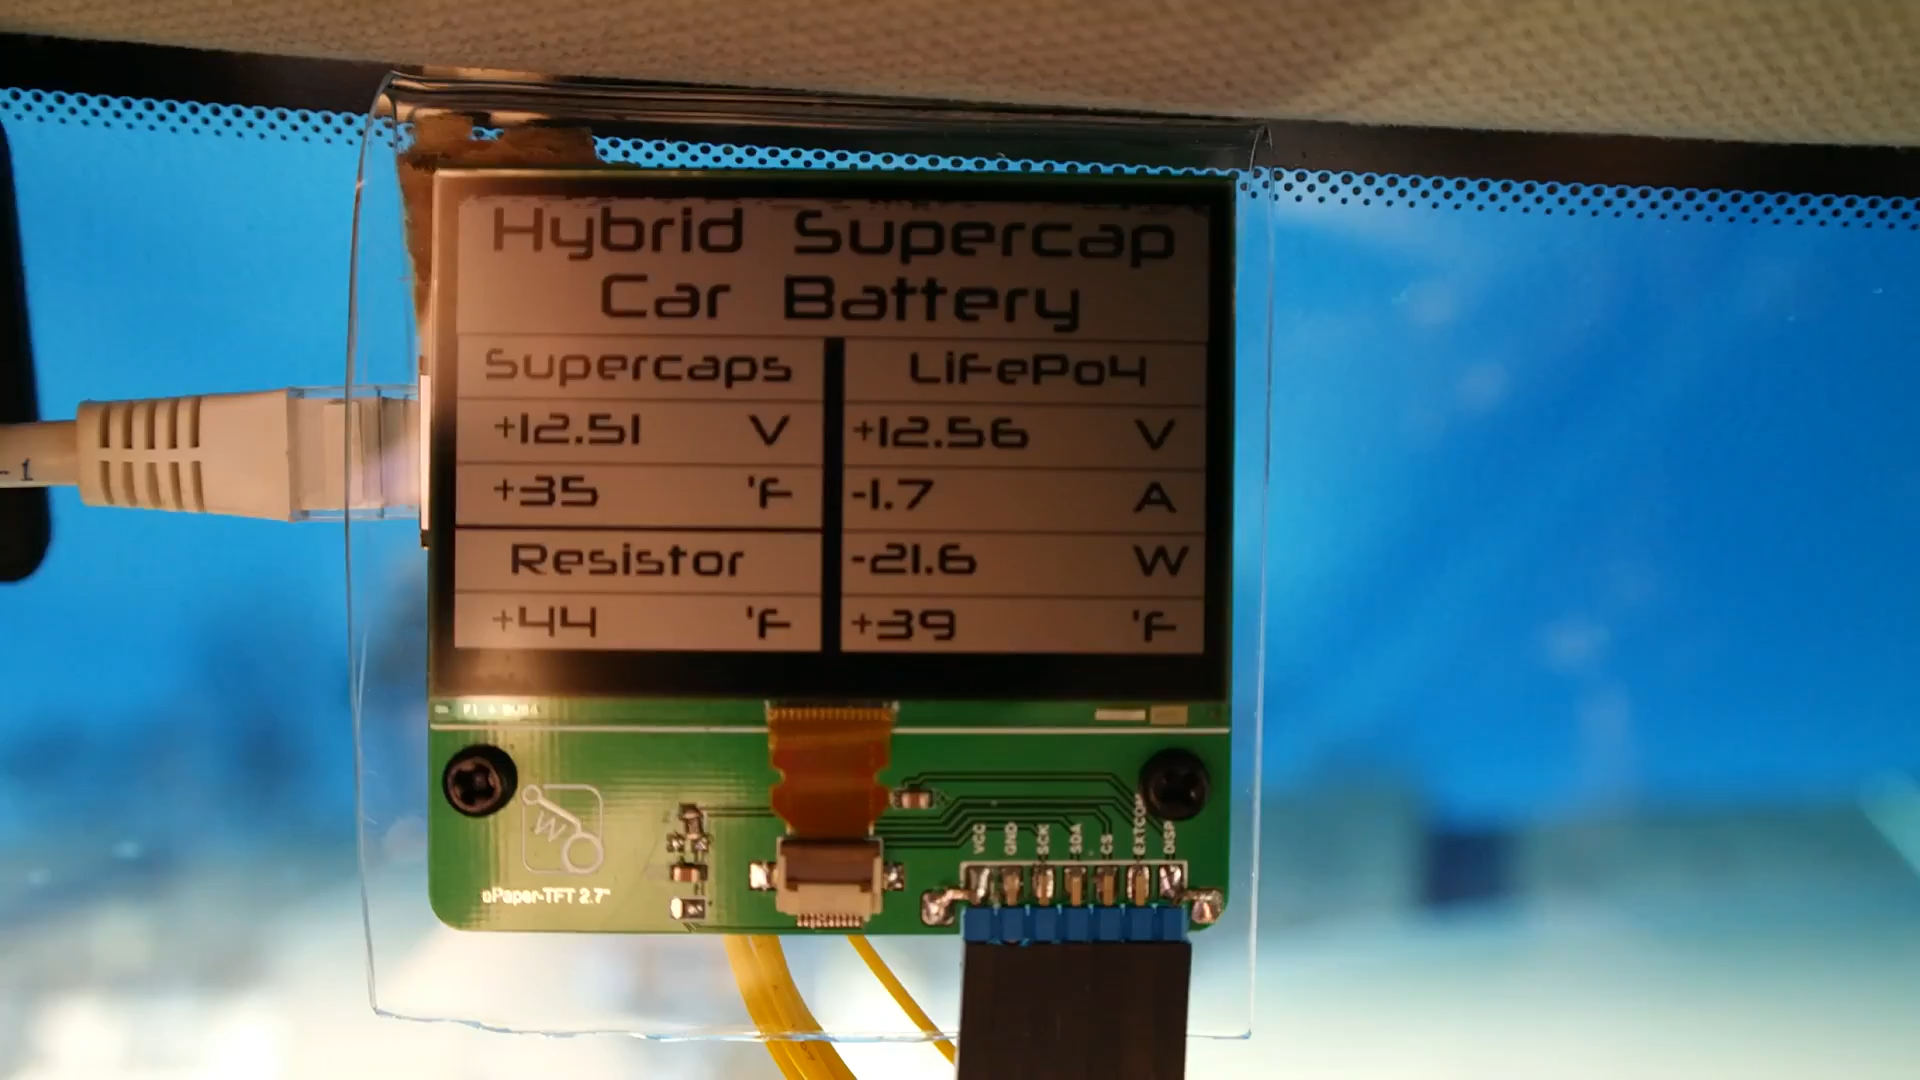 Hybrid Supercap
Car Battery
Supercaps
+12.51 V
+35 'F
Resistor
+44 'F
LiFePo4
+12.56 V
-1.7 A
-21.6 W
+39 'F
-1
W
ePaper-TFT 2.7"
VCC
GND
SCK
SDA
CS
EXTCOM
DISP